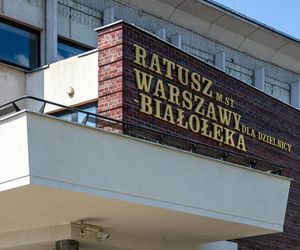 RATUSZ M.ST.
WARSZAWY DLA DZIELNICY
-BIAŁOŁĘKA